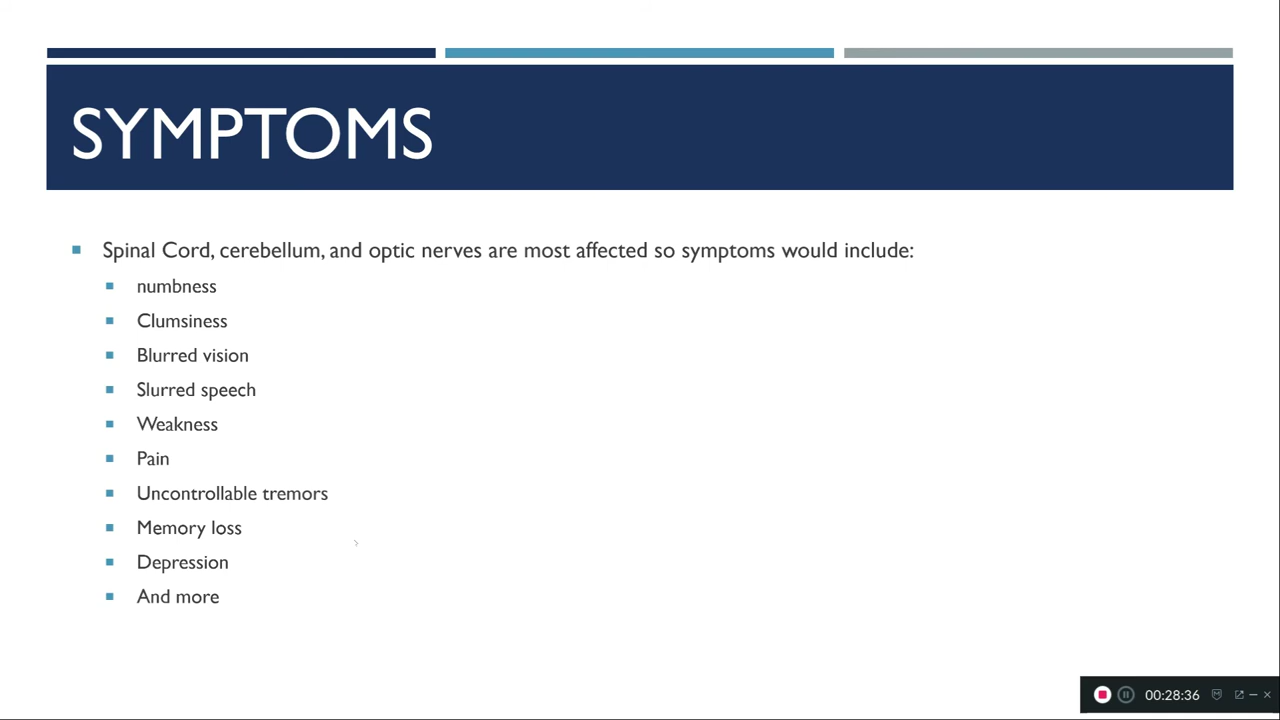 SYMPTOMS
Spinal Cord, cerebellum, and optic nerves are most affected so symptoms would include:
numbness
Clumsiness
Blurred vision
Slurred speech
Weakness
Pain
Uncontrollable tremors
Memory loss
Depression
And more
00:28:36